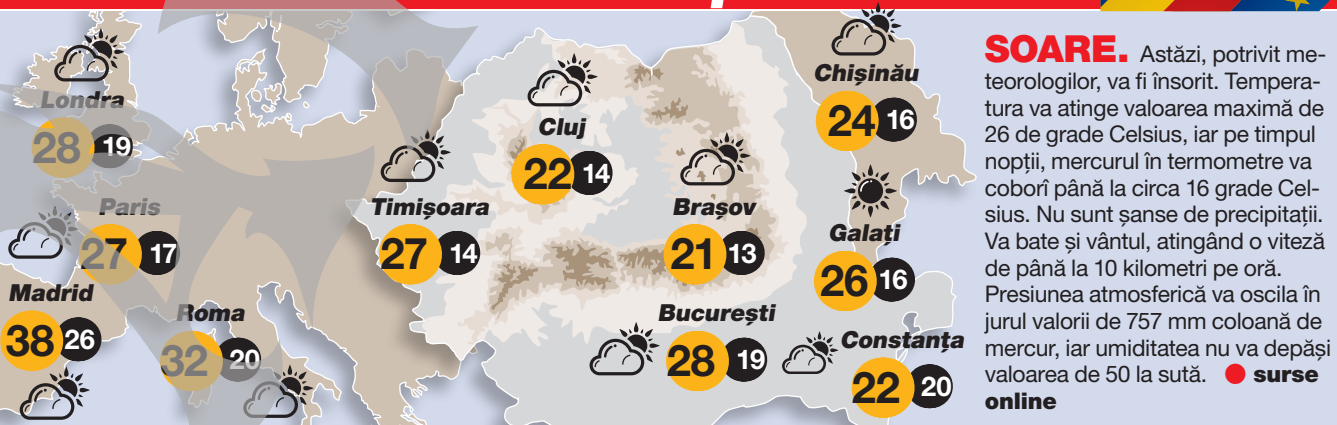 Londra
28 19
Paris
27 17
Madrid
38 26
Roma
32 20
Timișoara
27 14
Cluj
22 14
Brașov
21 13
București
28 19
Chișinău
24 16
Galați
26 16
Constanța
22 20
SOARE. Astăzi, potrivit me-
teorologilor, va fi însorit. Tempera-
tura va atinge valoarea maximă de
26 de grade Celsius, iar pe timpul
nopții, mercurul în termometre va
coborî până la circa 16 grade Cel-
sius. Nu sunt șanse de precipitații.
Va bate și vântul, atingând o viteză
de până la 10 kilometri pe oră.
Presiunea atmosferică va oscila în
jurul valorii de 757 mm coloană de
mercur, iar umiditatea nu va depăși
valoarea de 50 la sută. surse
online